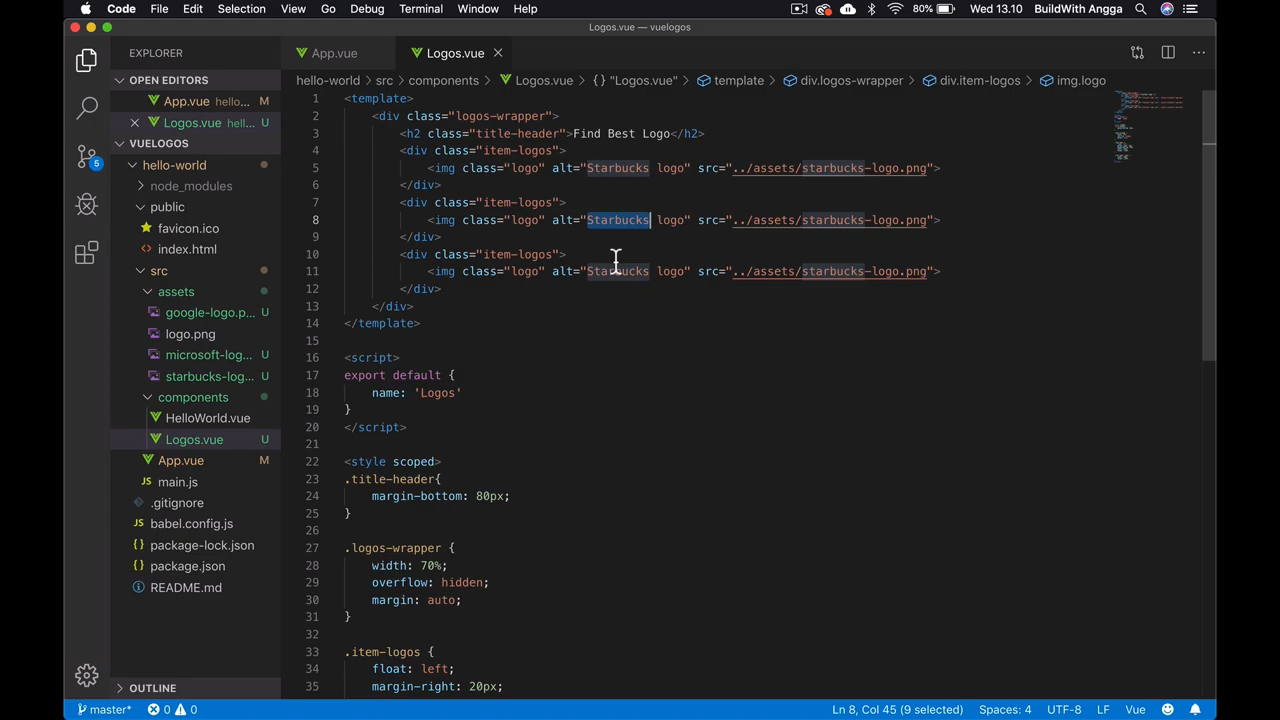 Code File Edit Selection View Go Debug Terminal Window Help 80% Wed 13.10 BuildWith Angga
Logos.vue — vuelogos
EXPLORER
App.vue
Logos.vue
OPEN EDITORS
App.vue hello... M
Logos.vue hell... U
VUELOGOS
hello-world
node_modules
public
favicon.ico
index.html
src
assets
google-logo.p... U
logo.png
microsoft-log... U
starbucks-log... U
components
HelloWorld.vue
Logos.vue U
App.vue M
main.js
.gitignore
babel.config.js
package-lock.json
package.json
README.md
OUTLINE
5
hello-world > src > components > Logos.vue > {} "Logos.vue" > template > div.logos-wrapper > div.item-logos > img.logo
1 <template>
2 <div class="logos-wrapper">
3 <h2 class="title-header">Find Best Logo</h2>
4 <div class="item-logos">
5 <img class="logo" alt="Starbucks logo" src="../assets/starbucks-logo.png">
6 </div>
7 <div class="item-logos">
8 <img class="logo" alt="Starbucks logo" src="../assets/starbucks-logo.png">
9 </div>
10 <div class="item-logos">
11 <img class="logo" alt="Starbucks logo" src="../assets/starbucks-logo.png">
12 </div>
13 </div>
14 </template>
15
16 <script>
17 export default {
18 name: 'Logos'
19 }
20 </script>
21
22 <style scoped>
23 .title-header{
24 margin-bottom: 80px;
25 }
26
27 .logos-wrapper {
28 width: 70%;
29 overflow: hidden;
30 margin: auto;
31 }
32
33 .item-logos {
34 float: left;
35 margin-right: 20px;
master* 0 0 Ln 8, Col 45 (9 selected) Spaces: 4 UTF-8 LF Vue